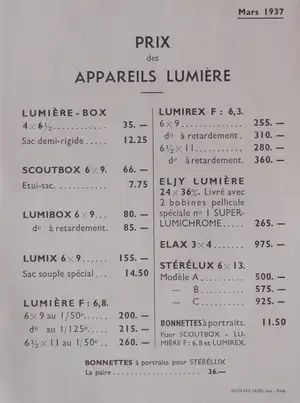 Mars 1937
PRIX
des
APPAREILS LUMIÈRE
LUMIÈRE - BOX
4 × 6½ ............ 35. —
Sac demi-rigide ..... 12.25
SCOUTBOX 6 × 9. 66. —
Etui-sac. .......... 7.75
LUMIBOX 6 × 9 ... 80. —
d° à retardement. 85. —
LUMIX 6 × 9 ...... 155. —
Sac souple spécial ... 14.50
LUMIÈRE F : 6,8.
6 × 9 au 1/50e ..... 200. —
d° au 1/125e ..... 215. —
6½ × 11 au 1/50e .. 260. —
LUMIREX F : 6,3.
6 × 9 ............. 255. —
d° à retardement . 310. —
6½ × 11 ........... 280. —
d° à retardement. 360. —
ELJY LUMIÈRE
24 × 36 m/m. Livré avec
2 bobines pellicule
spéciale n° 1 SUPER-
LUMICHROME ..... 265. —
ELAX 3 × 4 ....... 975. —
STÉRÉLUX 6 × 13.
Modèle A .......... 500. —
— B .......... 575. —
— C .......... 925. —
BONNETTES à portraits. 11.50
Pour SCOUTBOX - LU-
MIÈRE F : 6,8 et LUMIREX.
BONNETTES à portraits pour STÉRÉLUX
La paire .................... 36. —